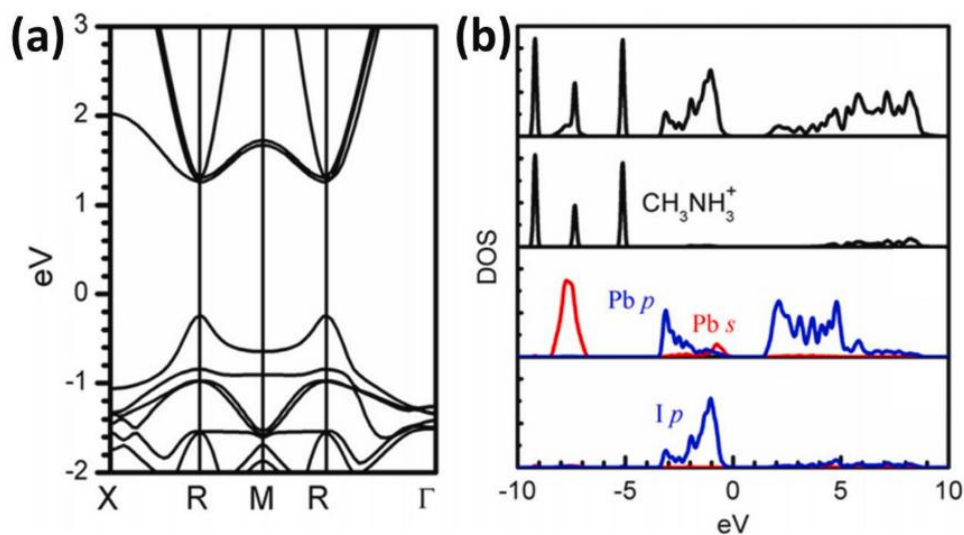 (a)
eV
3
2
1
0
-1
-2
X R M R Γ
(b)
DOS
CH₃NH₃⁺
Pb p
Pb s
I p
-10 -5 0 5 10
eV